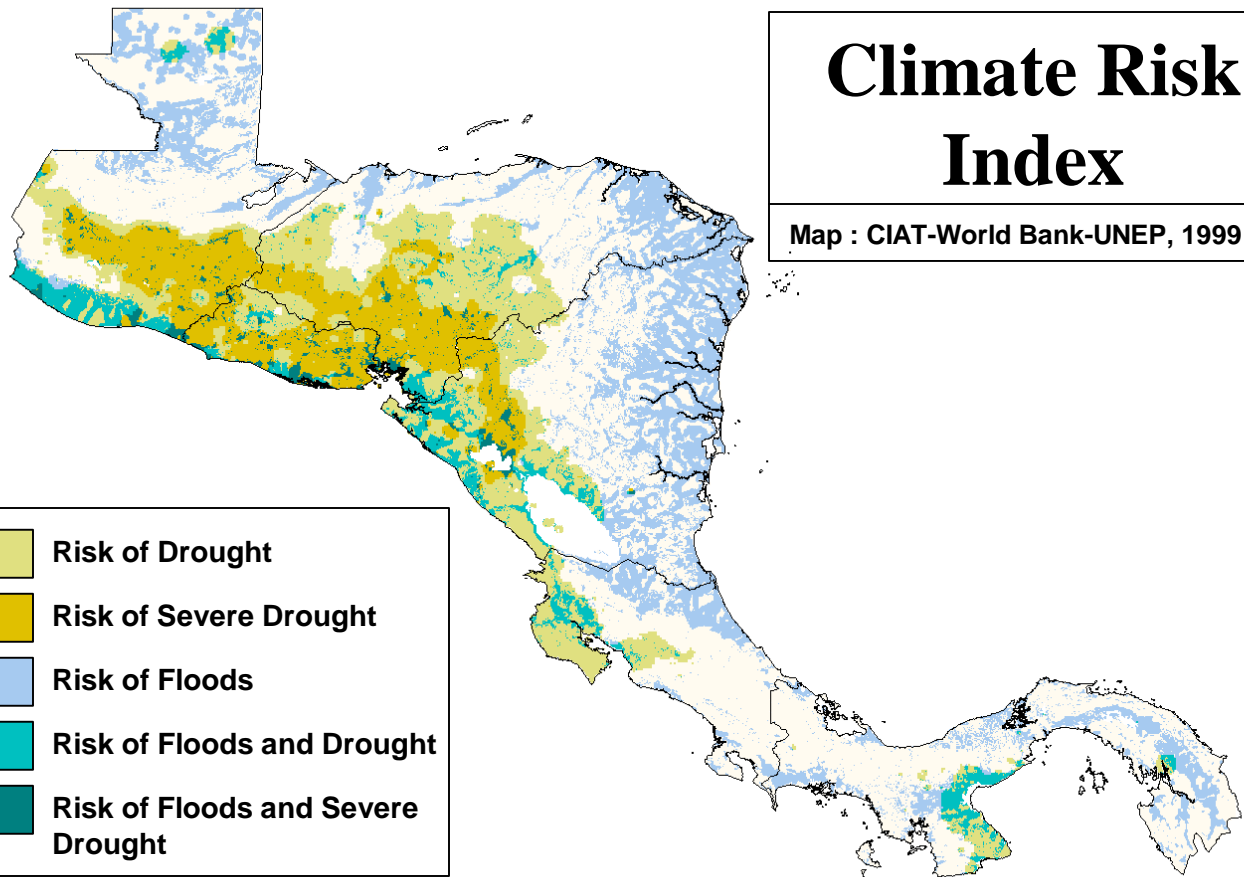 Climate Risk
Index
Map : CIAT-World Bank-UNEP, 1999
Risk of Drought
Risk of Severe Drought
Risk of Floods
Risk of Floods and Drought
Risk of Floods and Severe
Drought